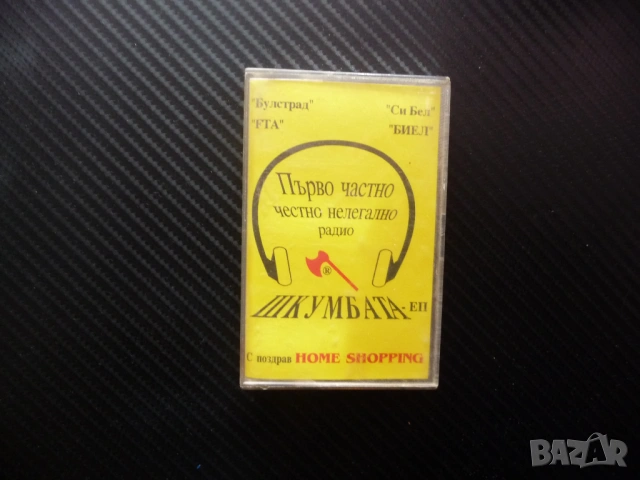 "Булстрад" "Си Бел"
"FTA" "БИЕЛ"
Първо частно
честно нелегално
радио
®
ШКУМБАТА-ЕП
С поздрав HOME SHOPPING
BAZAR